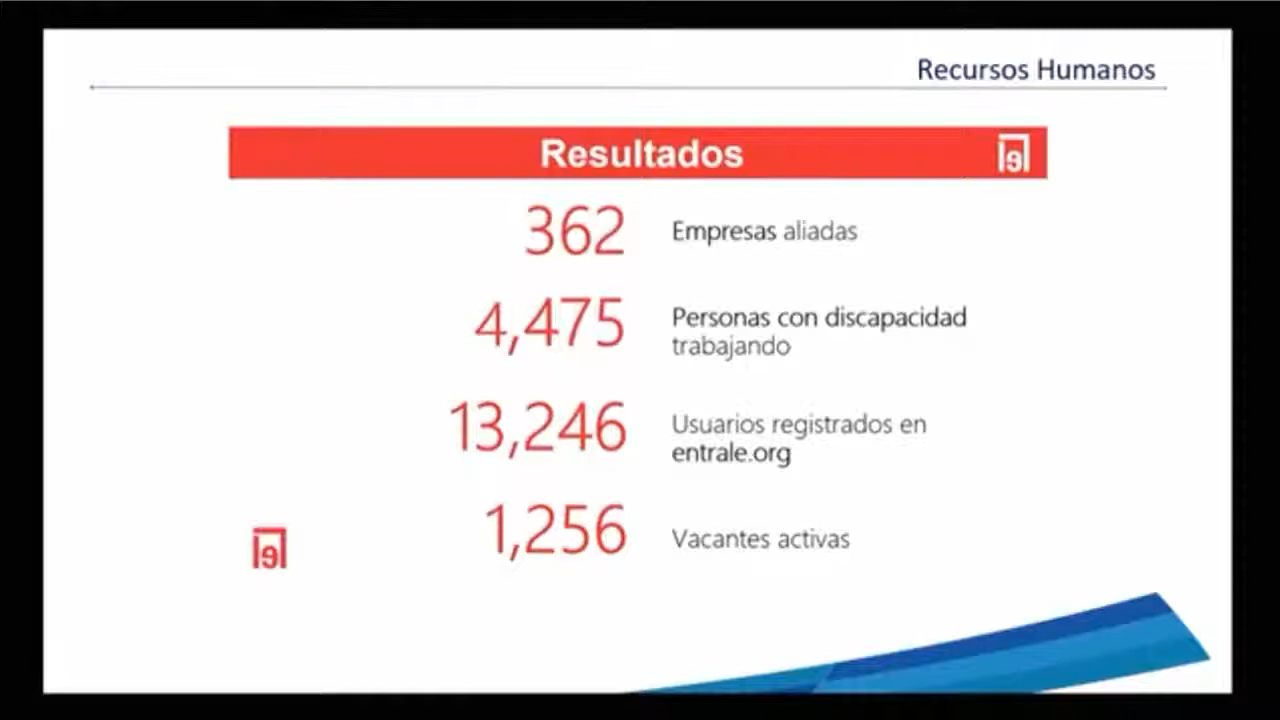 Recursos Humanos
Resultados
362
Empresas aliadas
4,475
Personas con discapacidad
trabajando
13,246
Usuarios registrados en
entrale.org
1,256
Vacantes activas